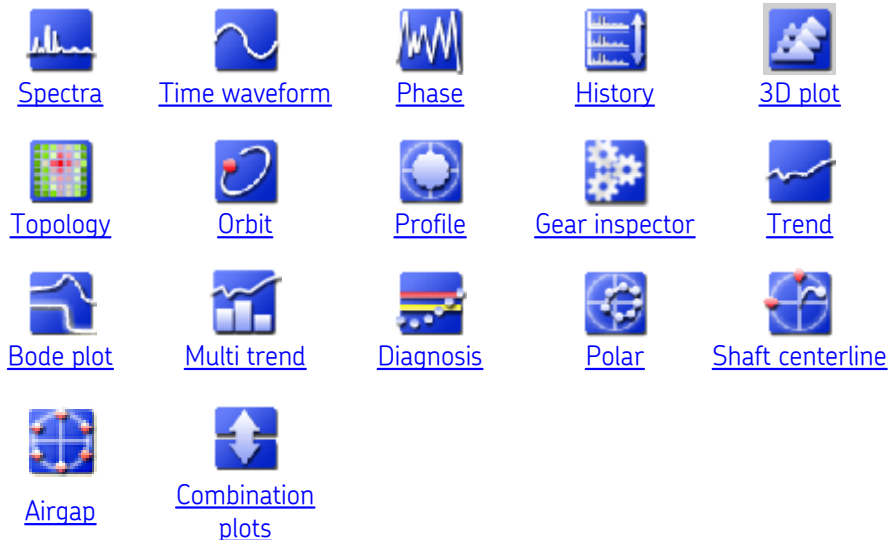 Spectra
Time waveform
Phase
History
3D plot
Topology
Orbit
Profile
Gear inspector
Trend
Bode plot
Multi trend
Diagnosis
Polar
Shaft centerline
Airgap
Combination
plots